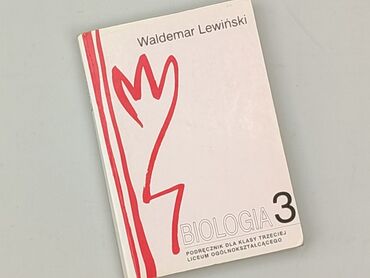 Waldemar Lewiński
BIOLOGIA 3
PODRĘCZNIK DLA KLASY TRZECIEJ
LICEUM OGÓLNOKSZTAŁCĄCEGO